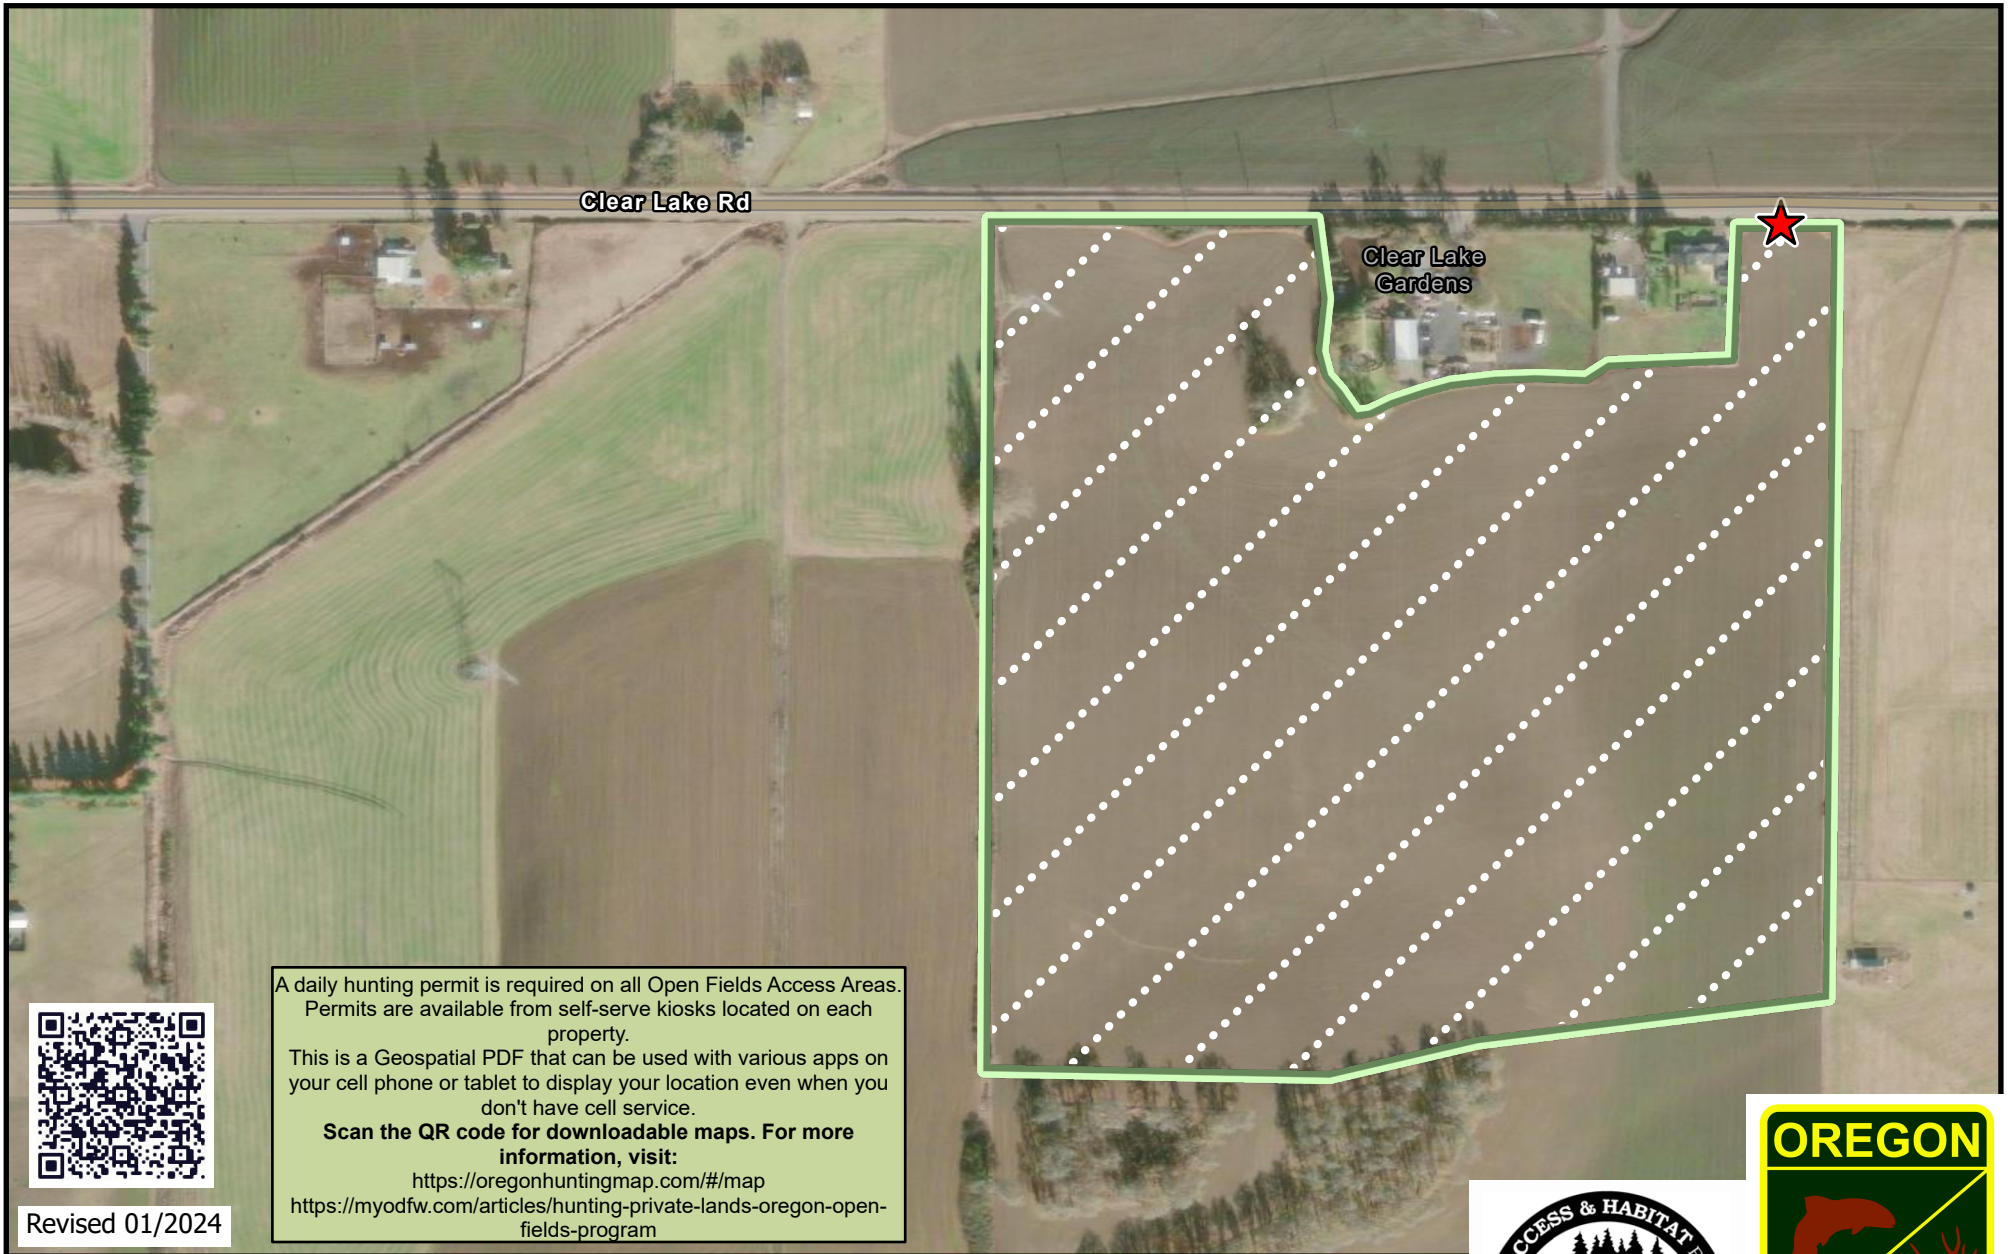 Clear Lake Rd
Clear Lake
Gardens
A daily hunting permit is required on all Open Fields Access Areas.
Permits are available from self-serve kiosks located on each
property.
This is a Geospatial PDF that can be used with various apps on
your cell phone or tablet to display your location even when you
don't have cell service.
Scan the QR code for downloadable maps. For more
information, visit:
https://oregonhuntingmap.com/#/map
https://myodfw.com/articles/hunting-private-lands-oregon-open-
fields-program
Revised 01/2024
CCESS & HABITAT
OREGON